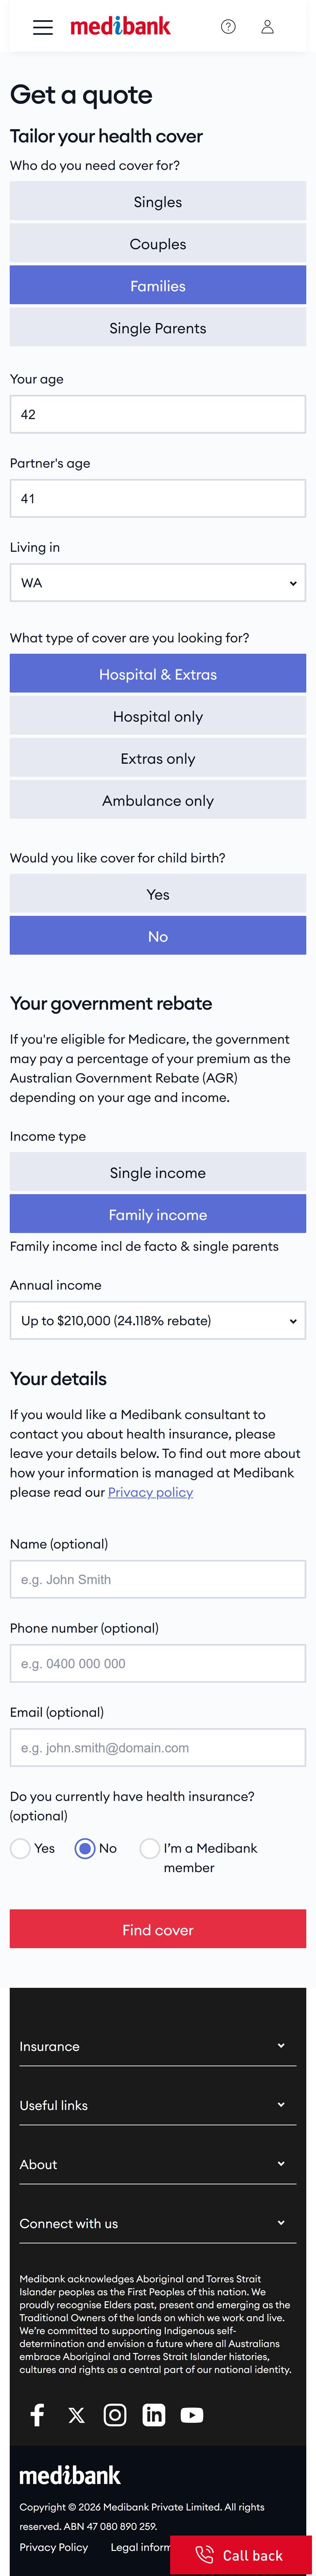 medibank
Get a quote
Tailor your health cover
Who do you need cover for?
Singles
Couples
Families
Single Parents
Your age
42
Partner's age
41
Living in
WA
What type of cover are you looking for?
Hospital & Extras
Hospital only
Extras only
Ambulance only
Would you like cover for child birth?
Yes
No
Your government rebate
If you're eligible for Medicare, the government
may pay a percentage of your premium as the
Australian Government Rebate (AGR)
depending on your age and income.
Income type
Single income
Family income
Family income incl de facto & single parents
Annual income
Up to $210,000 (24.118% rebate)
Your details
If you would like a Medibank consultant to
contact you about health insurance, please
leave your details below. To find out more about
how your information is managed at Medibank
please read our Privacy policy
Name (optional)
e.g. John Smith
Phone number (optional)
e.g. 0400 000 000
Email (optional)
e.g. john.smith@domain.com
Do you currently have health insurance?
(optional)
Yes No I'm a Medibank
member
Find cover
Insurance
Useful links
About
Connect with us
Medibank acknowledges Aboriginal and Torres Strait
Islander peoples as the First Peoples of this nation. We
proudly recognise Elders past, present and emerging as the
Traditional Owners of the lands on which we work and live.
We're committed to supporting Indigenous self-
determination and envision a future where all Australians
embrace Aboriginal and Torres Strait Islander histories,
cultures and rights as a central part of our national identity.
medibank
Copyright © 2026 Medibank Private Limited. All rights
reserved. ABN 47 080 890 259.
Privacy Policy Legal inform
Call back